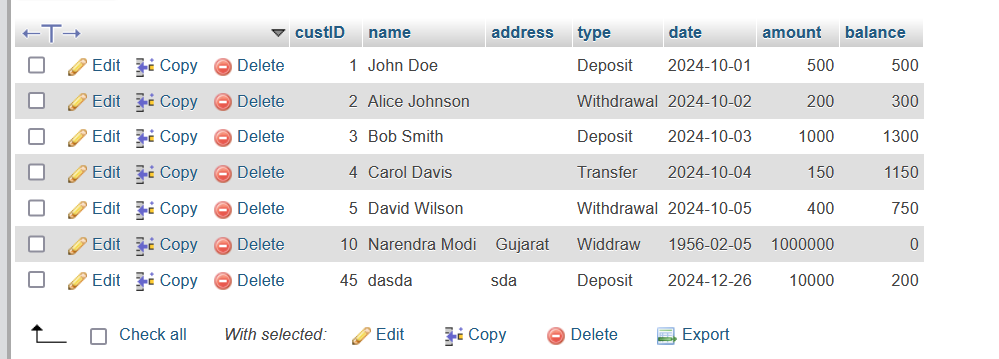 custID name address type date amount balance
Edit Copy Delete 1 John Doe Deposit 2024-10-01 500 500
Edit Copy Delete 2 Alice Johnson Withdrawal 2024-10-02 200 300
Edit Copy Delete 3 Bob Smith Deposit 2024-10-03 1000 1300
Edit Copy Delete 4 Carol Davis Transfer 2024-10-04 150 1150
Edit Copy Delete 5 David Wilson Withdrawal 2024-10-05 400 750
Edit Copy Delete 10 Narendra Modi Gujarat Widdraw 1956-02-05 1000000 0
Edit Copy Delete 45 dasda sda Deposit 2024-12-26 10000 200
Check all With selected: Edit Copy Delete Export